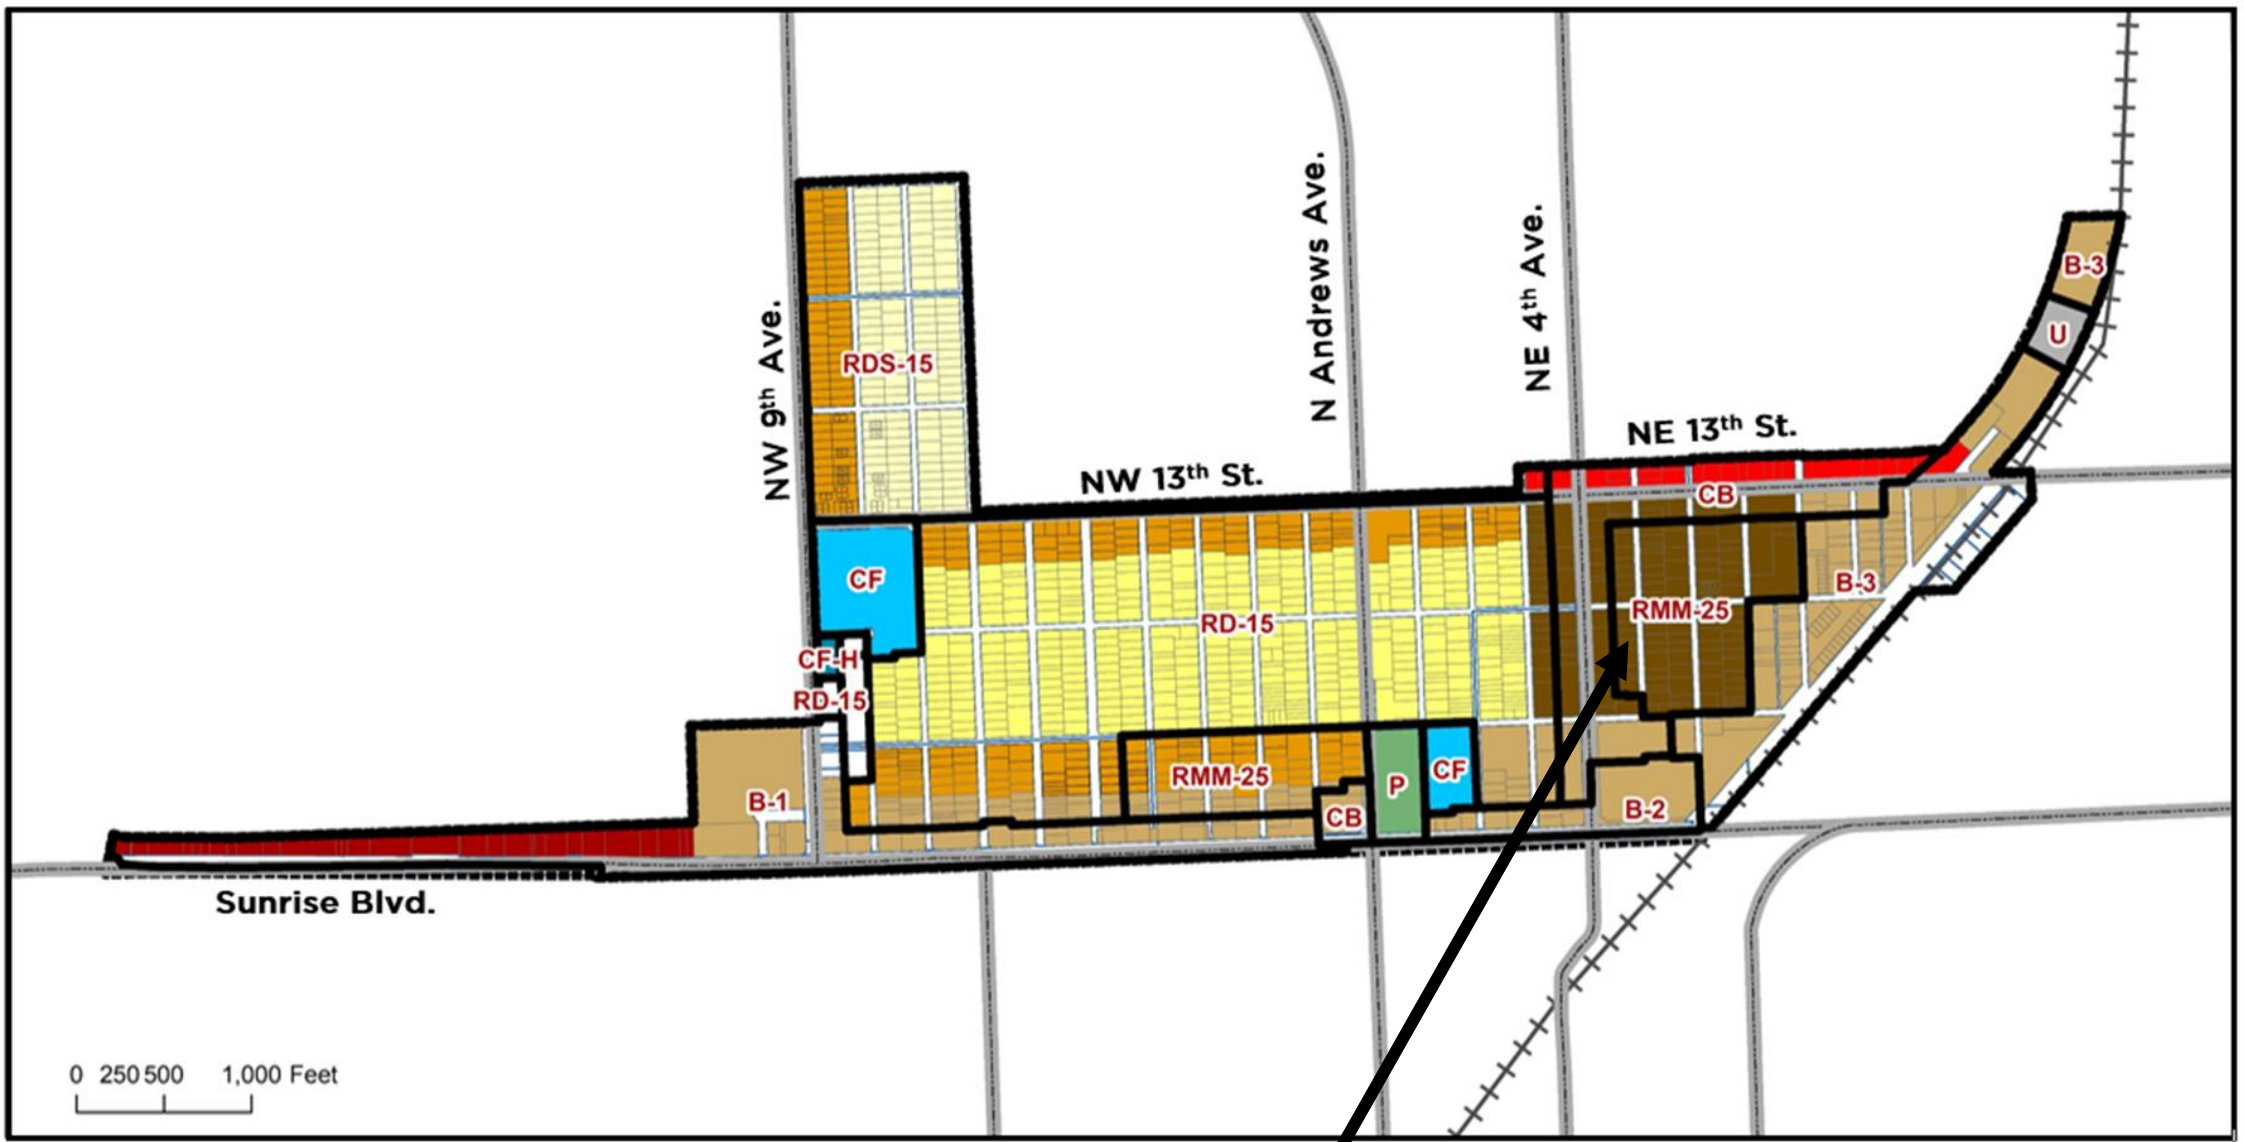 NW 9th Ave.
N Andrews Ave.
NE 4th Ave.
B-3
U
RDS-15
NE 13th St.
NW 13th St.
CB
CF
B-3
RMM-25
RD-15
CF-H
RD-15
RMM-25
CF
P
B-1
CB
B-2
Sunrise Blvd.
0 250 500 1,000 Feet